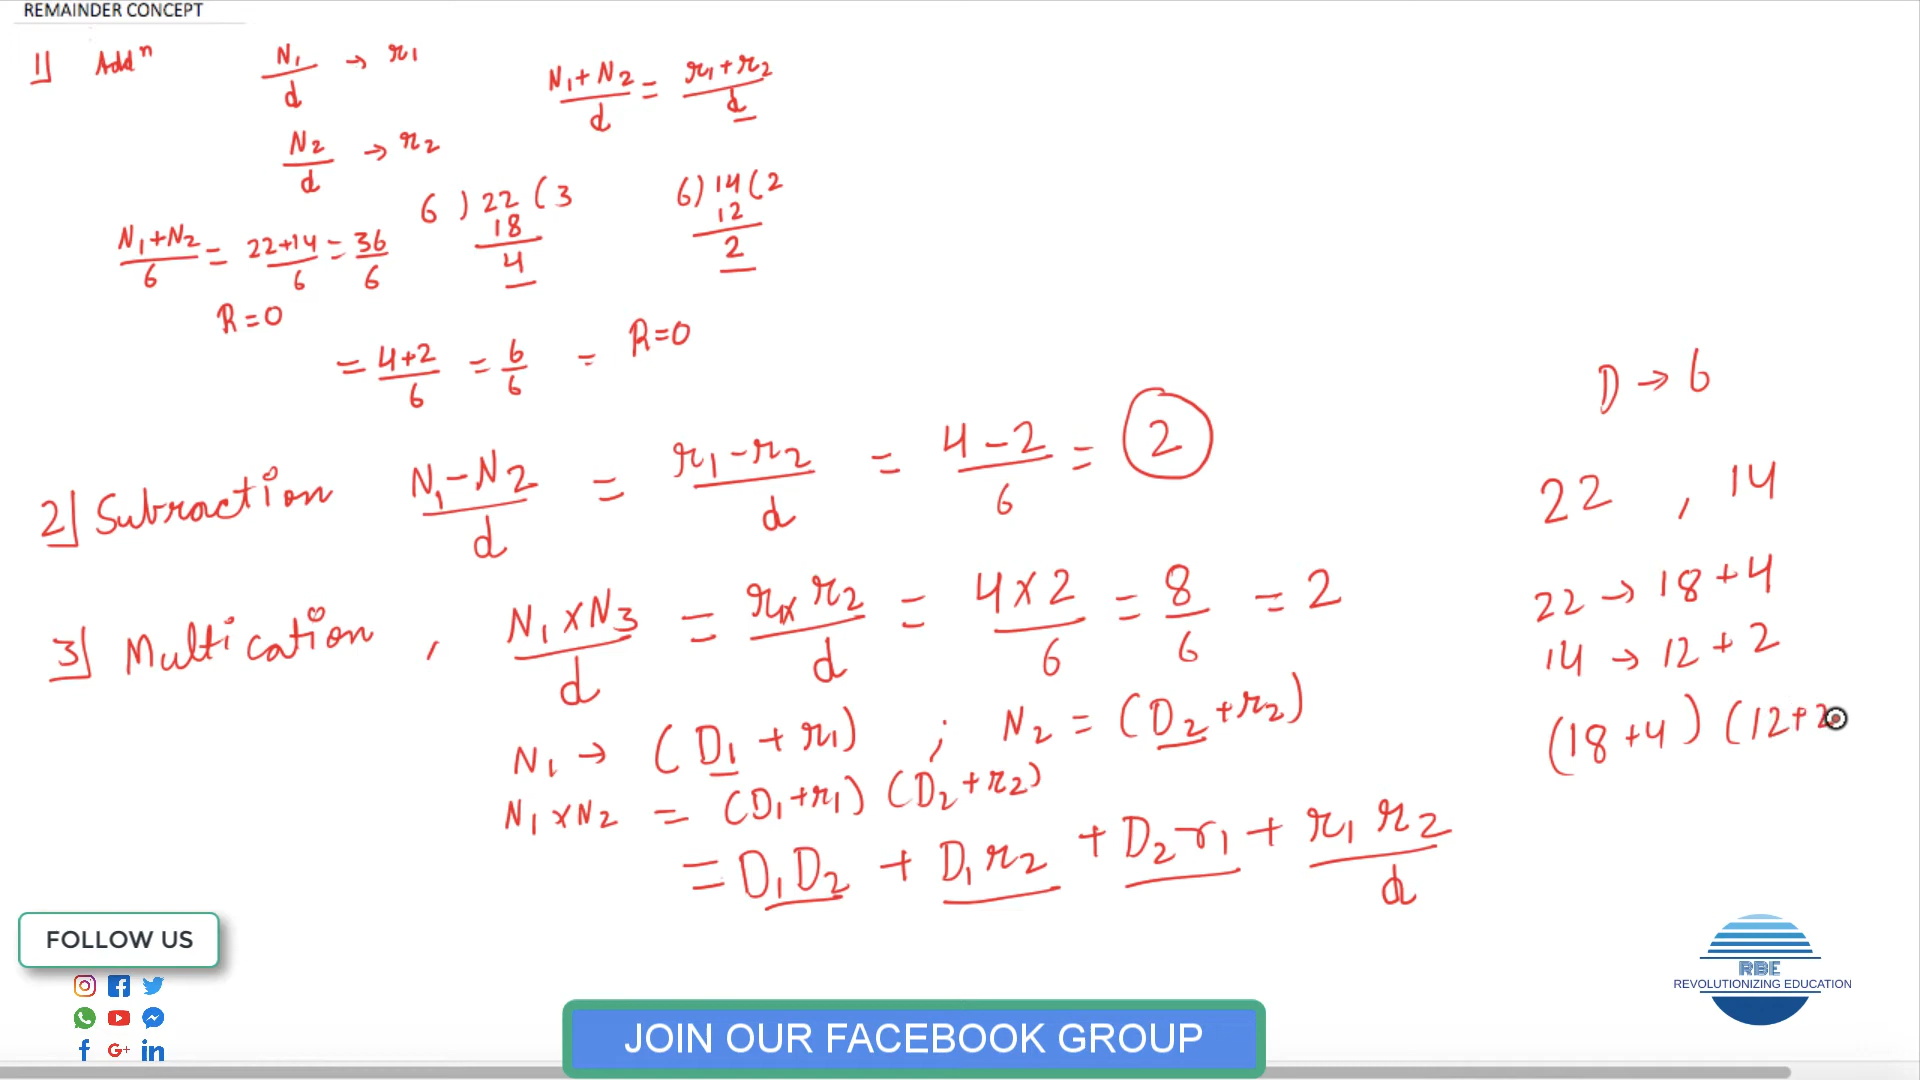 REMAINDER CONCEPT
1] Addⁿ N₁/d → r₁ (N₁+N₂)/d = (r₁+r₂)/d
N₂/d → r₂
6 ) 22 ( 3
18
4
6 ) 14 ( 2
12
2
(N₁+N₂)/6 = (22+14)/6 = 36/6
R=0
= (4+2)/6 = 6/6 = R=0
2] Subraction (N₁-N₂)/d = (r₁-r₂)/d = (4-2)/6 = 2
3] Multication , (N₁×N₃)/d = (r₁×r₂)/d = (4×2)/6 = 8/6 = 2
N₁ → (D₁ + r₁) ; N₂ = (D₂+r₂)
N₁×N₂ = (D₁+r₁) (D₂+r₂)
= D₁D₂ + D₁r₂ + D₂r₁ + r₁r₂/d
D → 6
22 , 14
22 → 18+4
14 → 12+2
(18+4) (12+2
FOLLOW US
f G+ in
JOIN OUR FACEBOOK GROUP
RBE
REVOLUTIONIZING EDUCATION